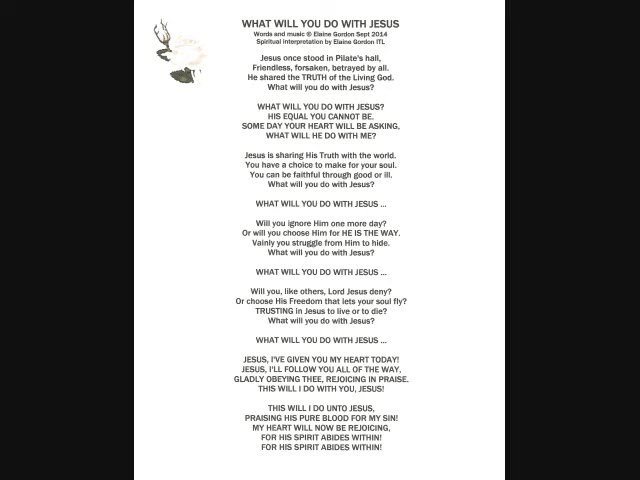 WHAT WILL YOU DO WITH JESUS
Words and music © Elaine Gordon Sept 2014
Spiritual Interpretation by Elaine Gordon ITL
Jesus once stood in Pilate's hall,
Friendless, forsaken, betrayed by all.
He shared the TRUTH of the Living God.
What will you do with Jesus?
WHAT WILL YOU DO WITH JESUS?
HIS EQUAL YOU CANNOT BE.
SOME DAY YOUR HEART WILL BE ASKING,
WHAT WILL HE DO WITH ME?
Jesus is sharing His Truth with the world.
You have a choice to make for your soul.
You can be faithful through good or ill.
What will you do with Jesus?
WHAT WILL YOU DO WITH JESUS ...
Will you ignore Him one more day?
Or will you choose Him for HE IS THE WAY.
Vainly you struggle from Him to hide.
What will you do with Jesus?
WHAT WILL YOU DO WITH JESUS ...
Will you, like others, Lord Jesus deny?
Or choose His Freedom that lets your soul fly?
TRUSTING in Jesus to live or to die?
What will you do with Jesus?
WHAT WILL YOU DO WITH JESUS ...
JESUS, I'VE GIVEN YOU MY HEART TODAY!
JESUS, I'LL FOLLOW YOU ALL OF THE WAY,
GLADLY OBEYING THEE, REJOICING IN PRAISE.
THIS WILL I DO WITH YOU, JESUS!
THIS WILL I DO UNTO JESUS,
PRAISING HIS PURE BLOOD FOR MY SIN!
MY HEART WILL NOW BE REJOICING,
FOR HIS SPIRIT ABIDES WITHIN!
FOR HIS SPIRIT ABIDES WITHIN!